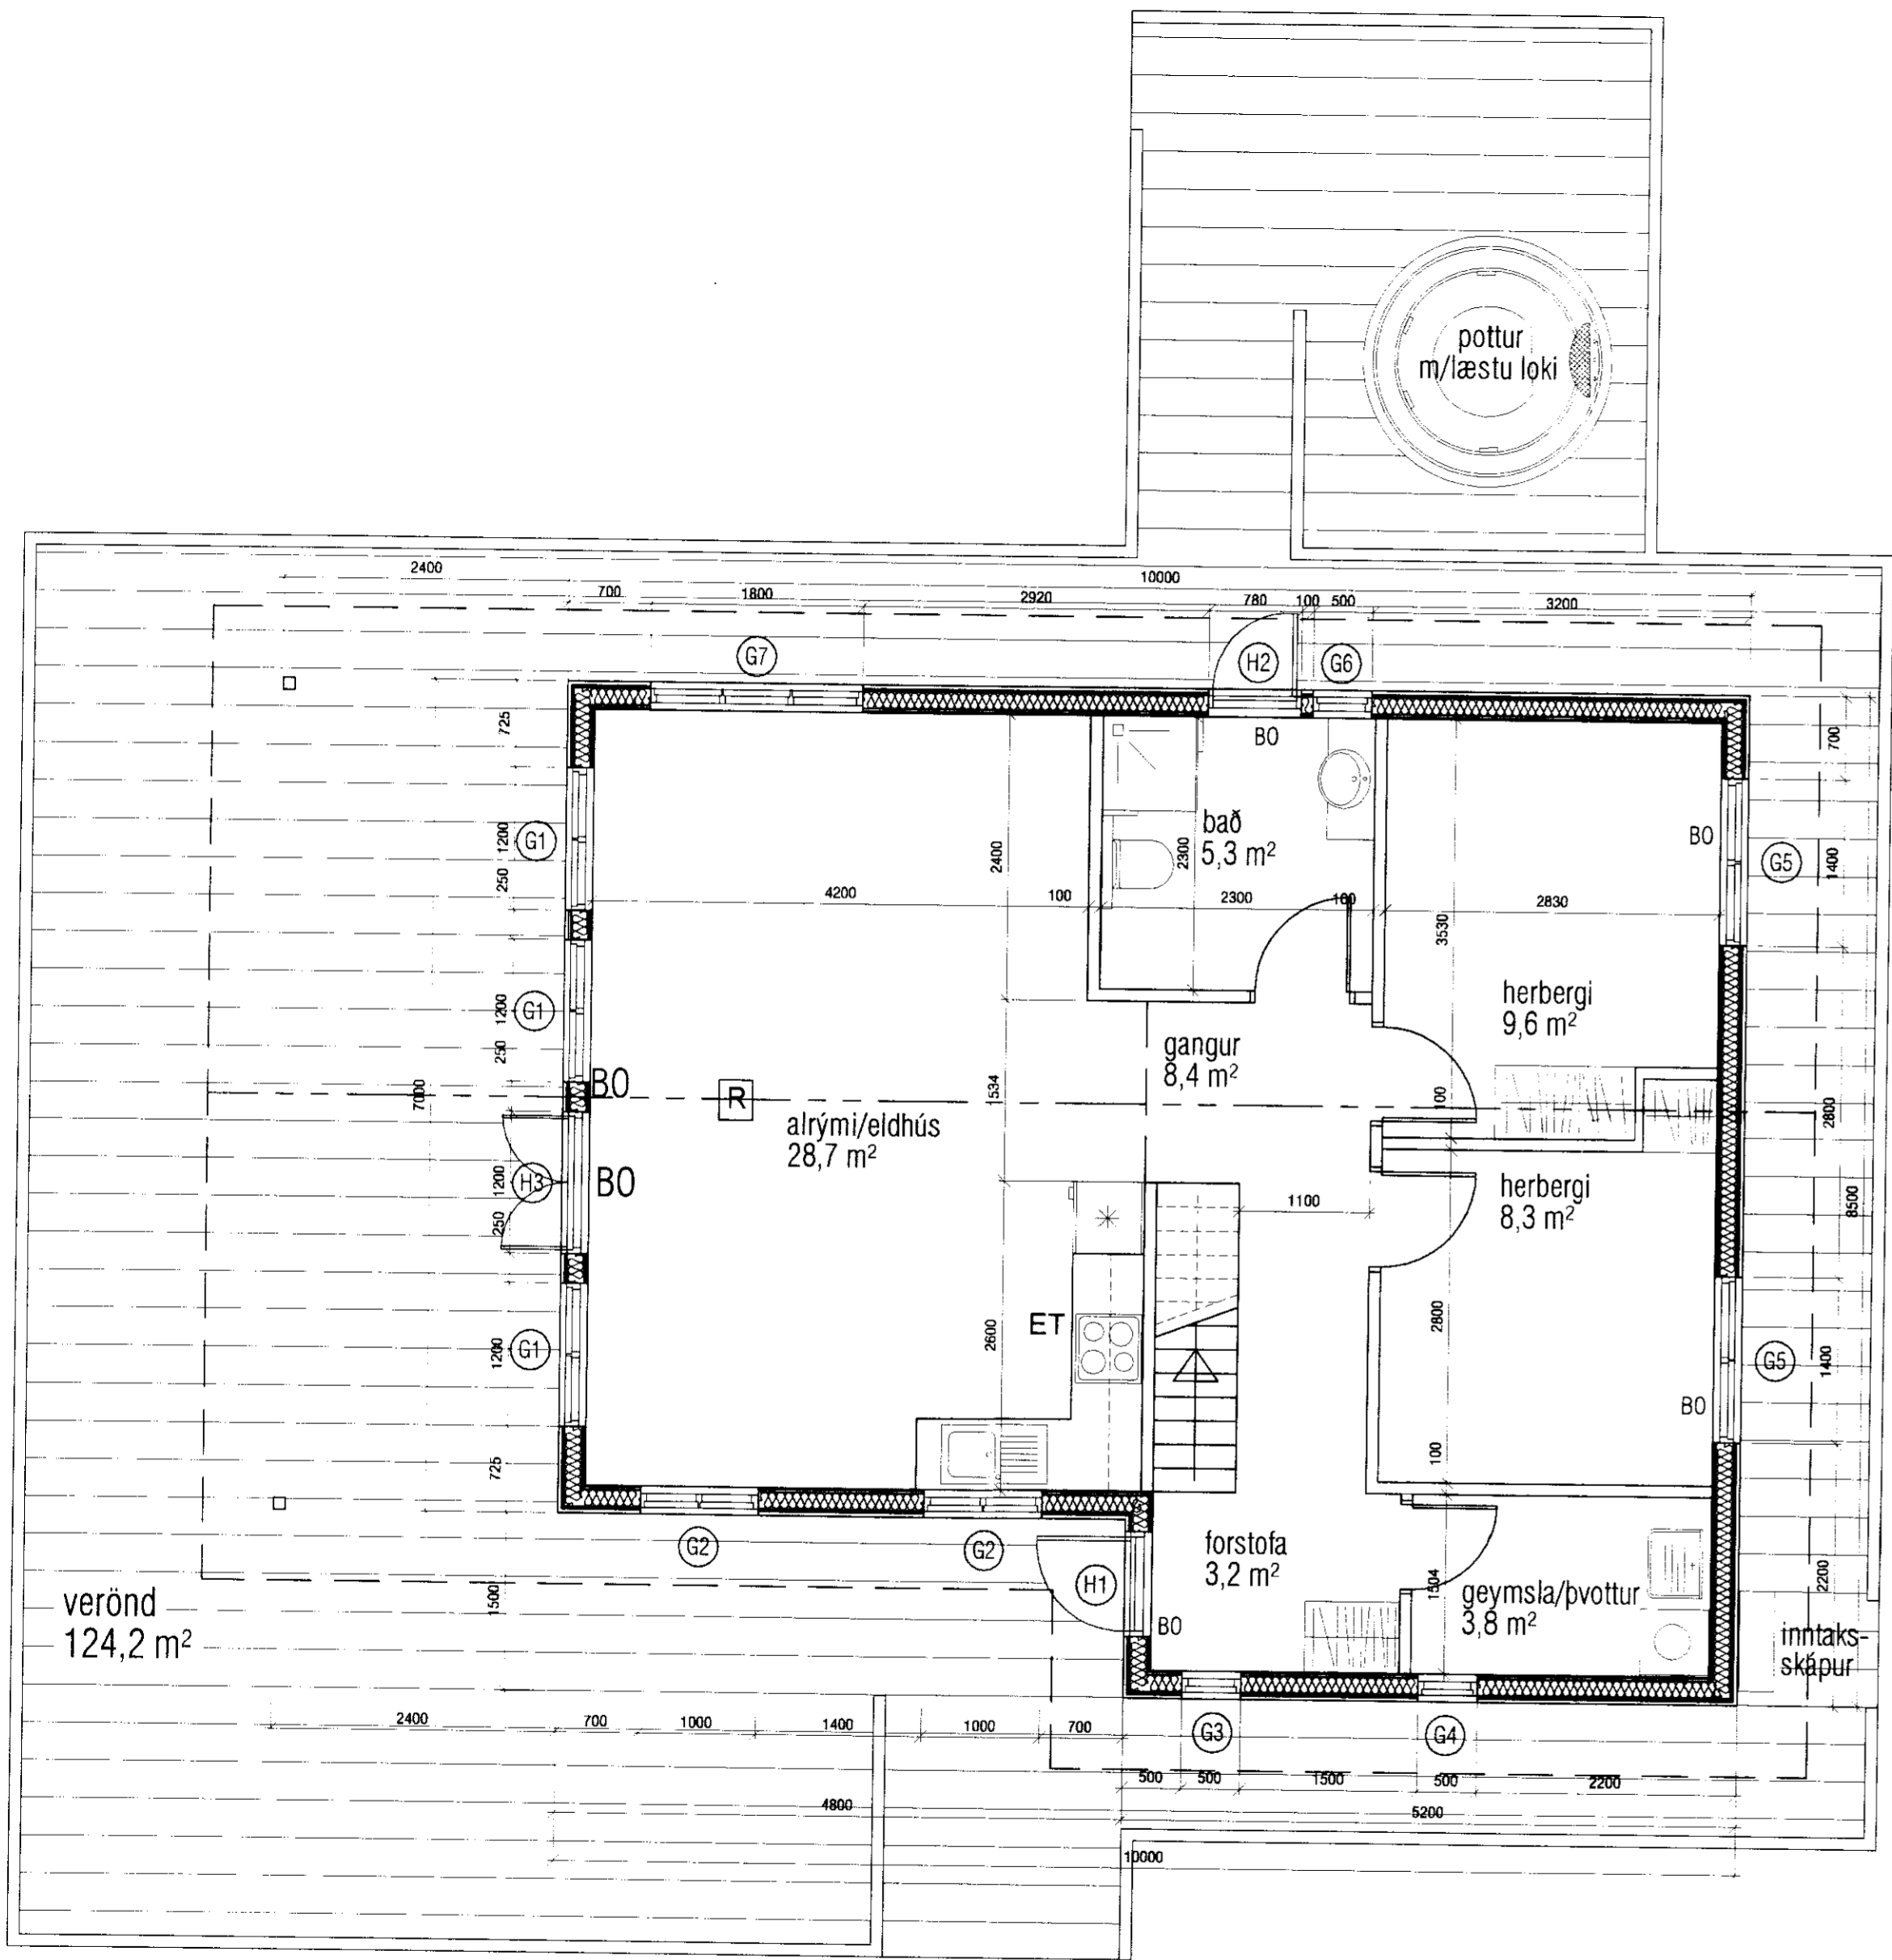 pottur
m/læstu loki
2400
10000
700
1800
2920
780
100
500
3200
G7
H2
G6
BO
725
700
bað
5,3 m²
BO
G1
1200
G5
1400
250
2400
2300
4200
100
2300
100
2830
3530
herbergi
9,6 m²
G1
1200
250
gangur
8,4 m²
BO
R
7000
1534
100
2800
alrými/eldhús
28,7 m²
H3
1200
BO
250
herbergi
8,3 m²
8500
1100
ET
G1
1200
2600
2800
G5
1400
BO
725
100
G2
G2
forstofa
3,2 m²
H1
1504
geymsla/þvottur
3,8 m²
2200
verönd
124,2 m²
1500
BO
inntaks-
skápur
2400
700
1000
1400
1000
700
G3
G4
500
500
1500
500
2200
4800
5200
10000